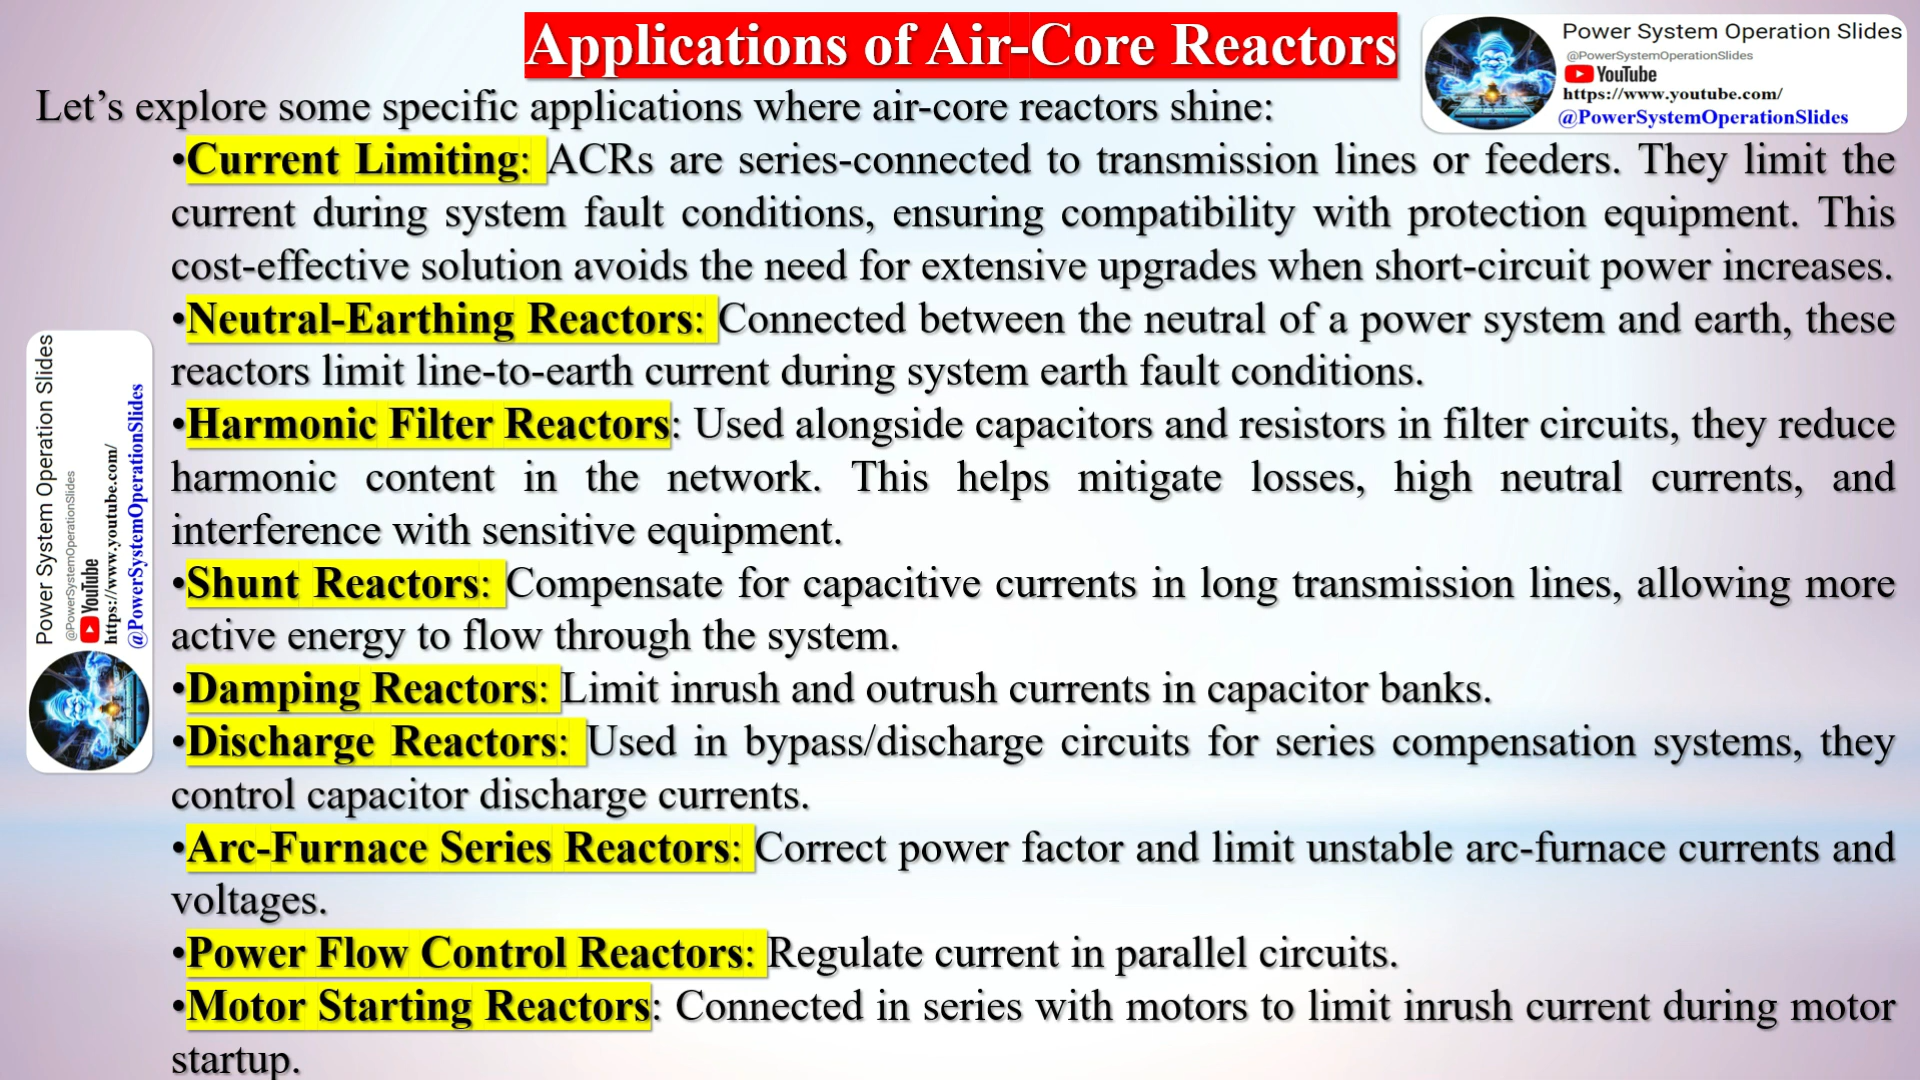 Applications of Air-Core Reactors
Power System Operation Slides
@PowerSystemOperationSlides
YouTube
https://www.youtube.com/
@PowerSystemOperationSlides
Let’s explore some specific applications where air-core reactors shine:
•Current Limiting: ACRs are series-connected to transmission lines or feeders. They limit the
current during system fault conditions, ensuring compatibility with protection equipment. This
cost-effective solution avoids the need for extensive upgrades when short-circuit power increases.
•Neutral-Earthing Reactors: Connected between the neutral of a power system and earth, these
reactors limit line-to-earth current during system earth fault conditions.
•Harmonic Filter Reactors: Used alongside capacitors and resistors in filter circuits, they reduce
harmonic content in the network. This helps mitigate losses, high neutral currents, and
interference with sensitive equipment.
•Shunt Reactors: Compensate for capacitive currents in long transmission lines, allowing more
active energy to flow through the system.
•Damping Reactors: Limit inrush and outrush currents in capacitor banks.
•Discharge Reactors: Used in bypass/discharge circuits for series compensation systems, they
control capacitor discharge currents.
•Arc-Furnace Series Reactors: Correct power factor and limit unstable arc-furnace currents and
voltages.
•Power Flow Control Reactors: Regulate current in parallel circuits.
•Motor Starting Reactors: Connected in series with motors to limit inrush current during motor
startup.
Power System Operation Slides
@PowerSystemOperationSlides
YouTube
https://www.youtube.com/
@PowerSystemOperationSlides